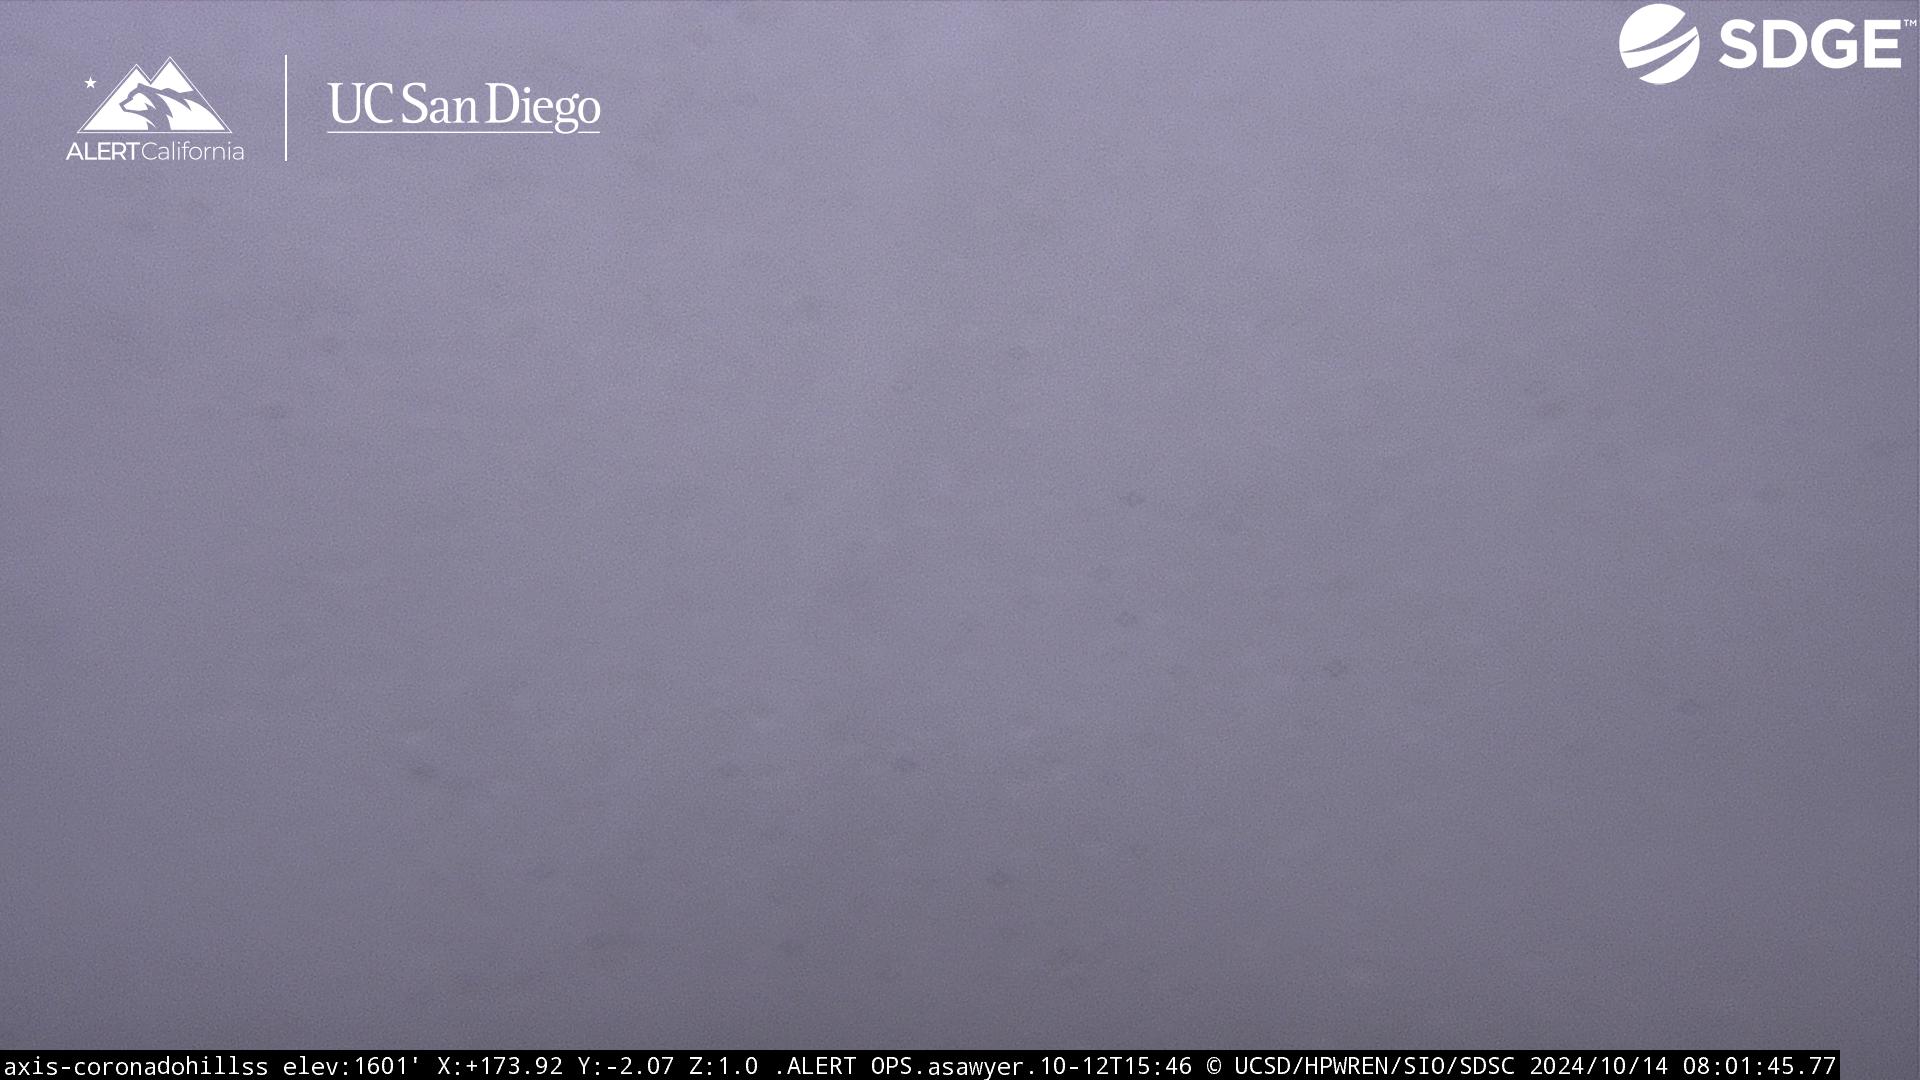 ALERTCalifornia
UC San Diego
SDGE™
axis-coronadohillss elev:1601' X:+173.92 Y:-2.07 Z:1.0 .ALERT OPS.asawyer.10-12T15:46 © UCSD/HPWREN/SIO/SDSC 2024/10/14 08:01:45.77